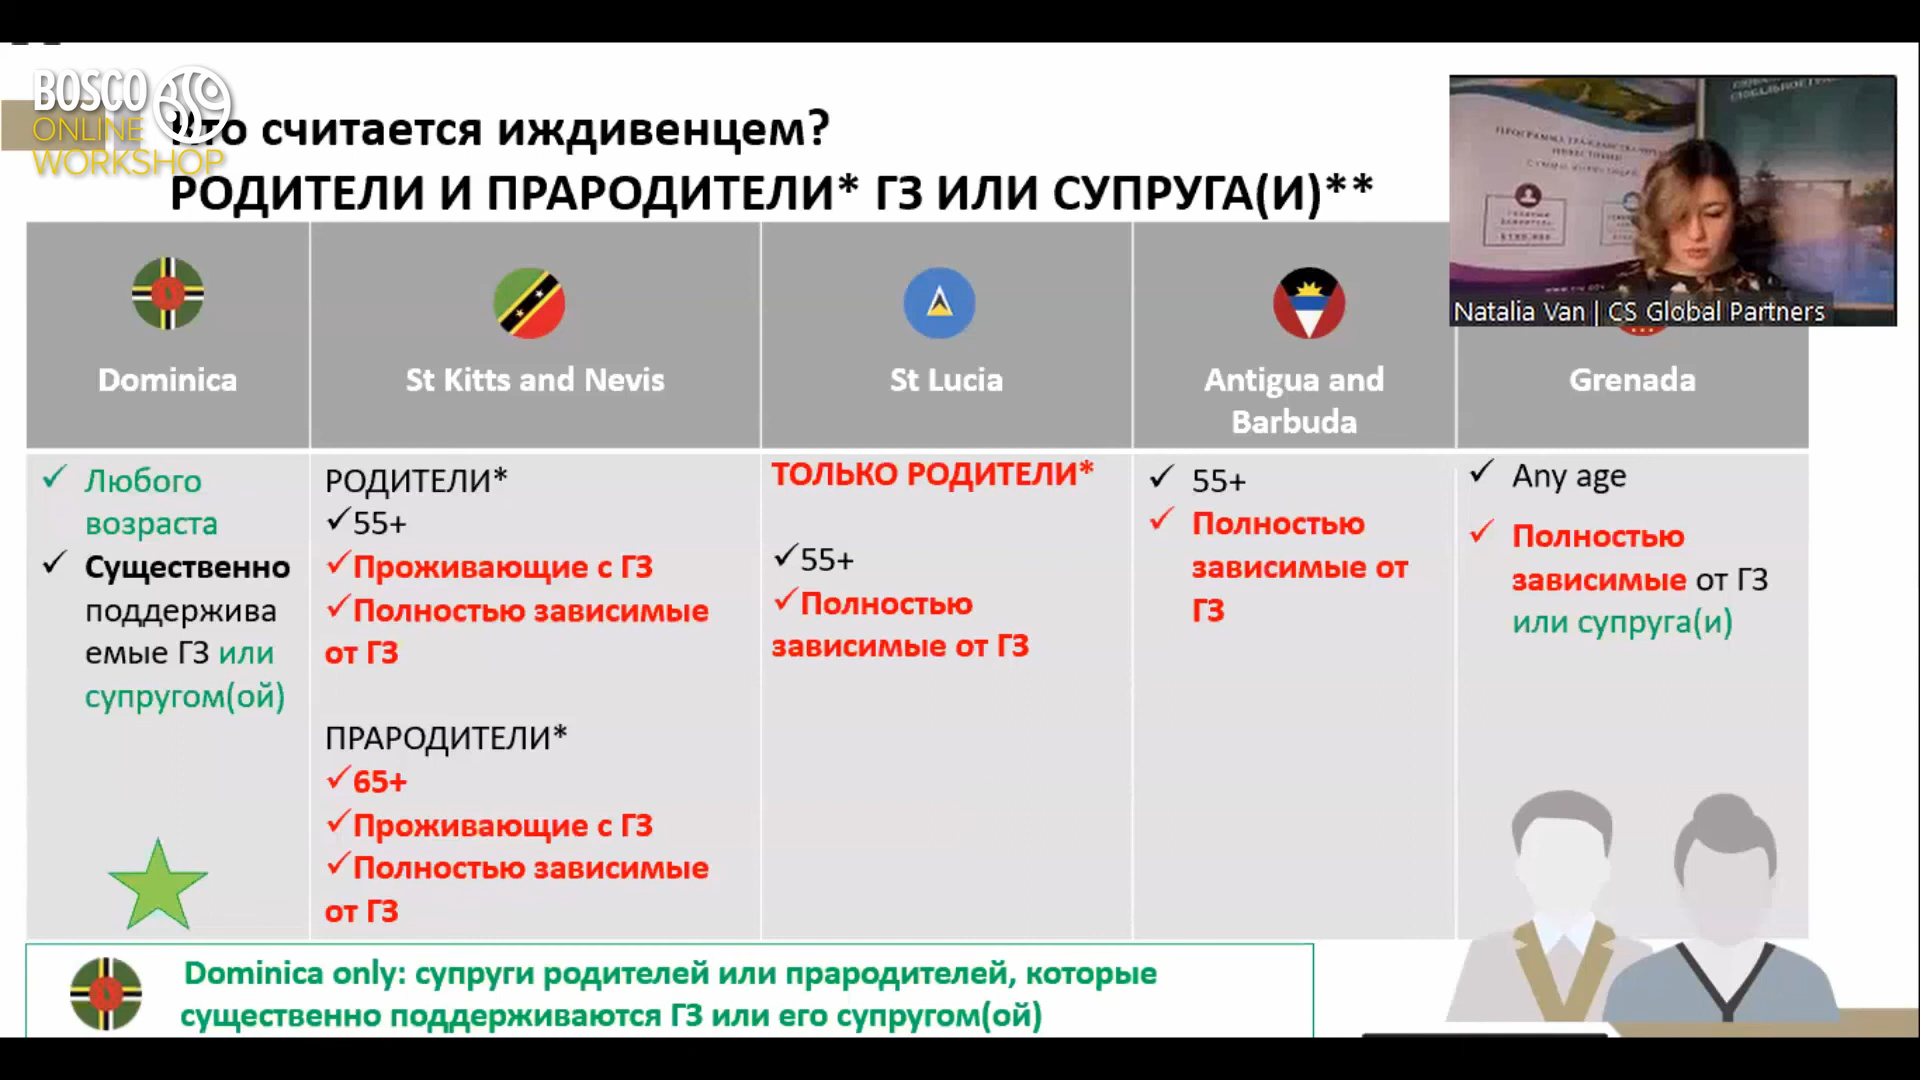 BOSCO
ONLINE
WORKSHOP
Кто считается иждивенцем?
РОДИТЕЛИ И ПРАРОДИТЕЛИ* ГЗ ИЛИ СУПРУГА(И)**
Natalia Van | CS Global Partners
Dominica
St Kitts and Nevis
St Lucia
Antigua and
Barbuda
Grenada
✓ Любого
возраста
✓ Существенно
поддержива
емые ГЗ или
супругом(ой)
РОДИТЕЛИ*
✓55+
✓Проживающие с ГЗ
✓Полностью зависимые
от ГЗ
ПРАРОДИТЕЛИ*
✓65+
✓Проживающие с ГЗ
✓Полностью зависимые
от ГЗ
ТОЛЬКО РОДИТЕЛИ*
✓55+
✓Полностью
зависимые от ГЗ
✓ 55+
✓ Полностью
зависимые от
ГЗ
✓ Any age
✓ Полностью
зависимые от ГЗ
или супруга(и)
Dominica only: супруги родителей или прародителей, которые
существенно поддерживаются ГЗ или его супругом(ой)